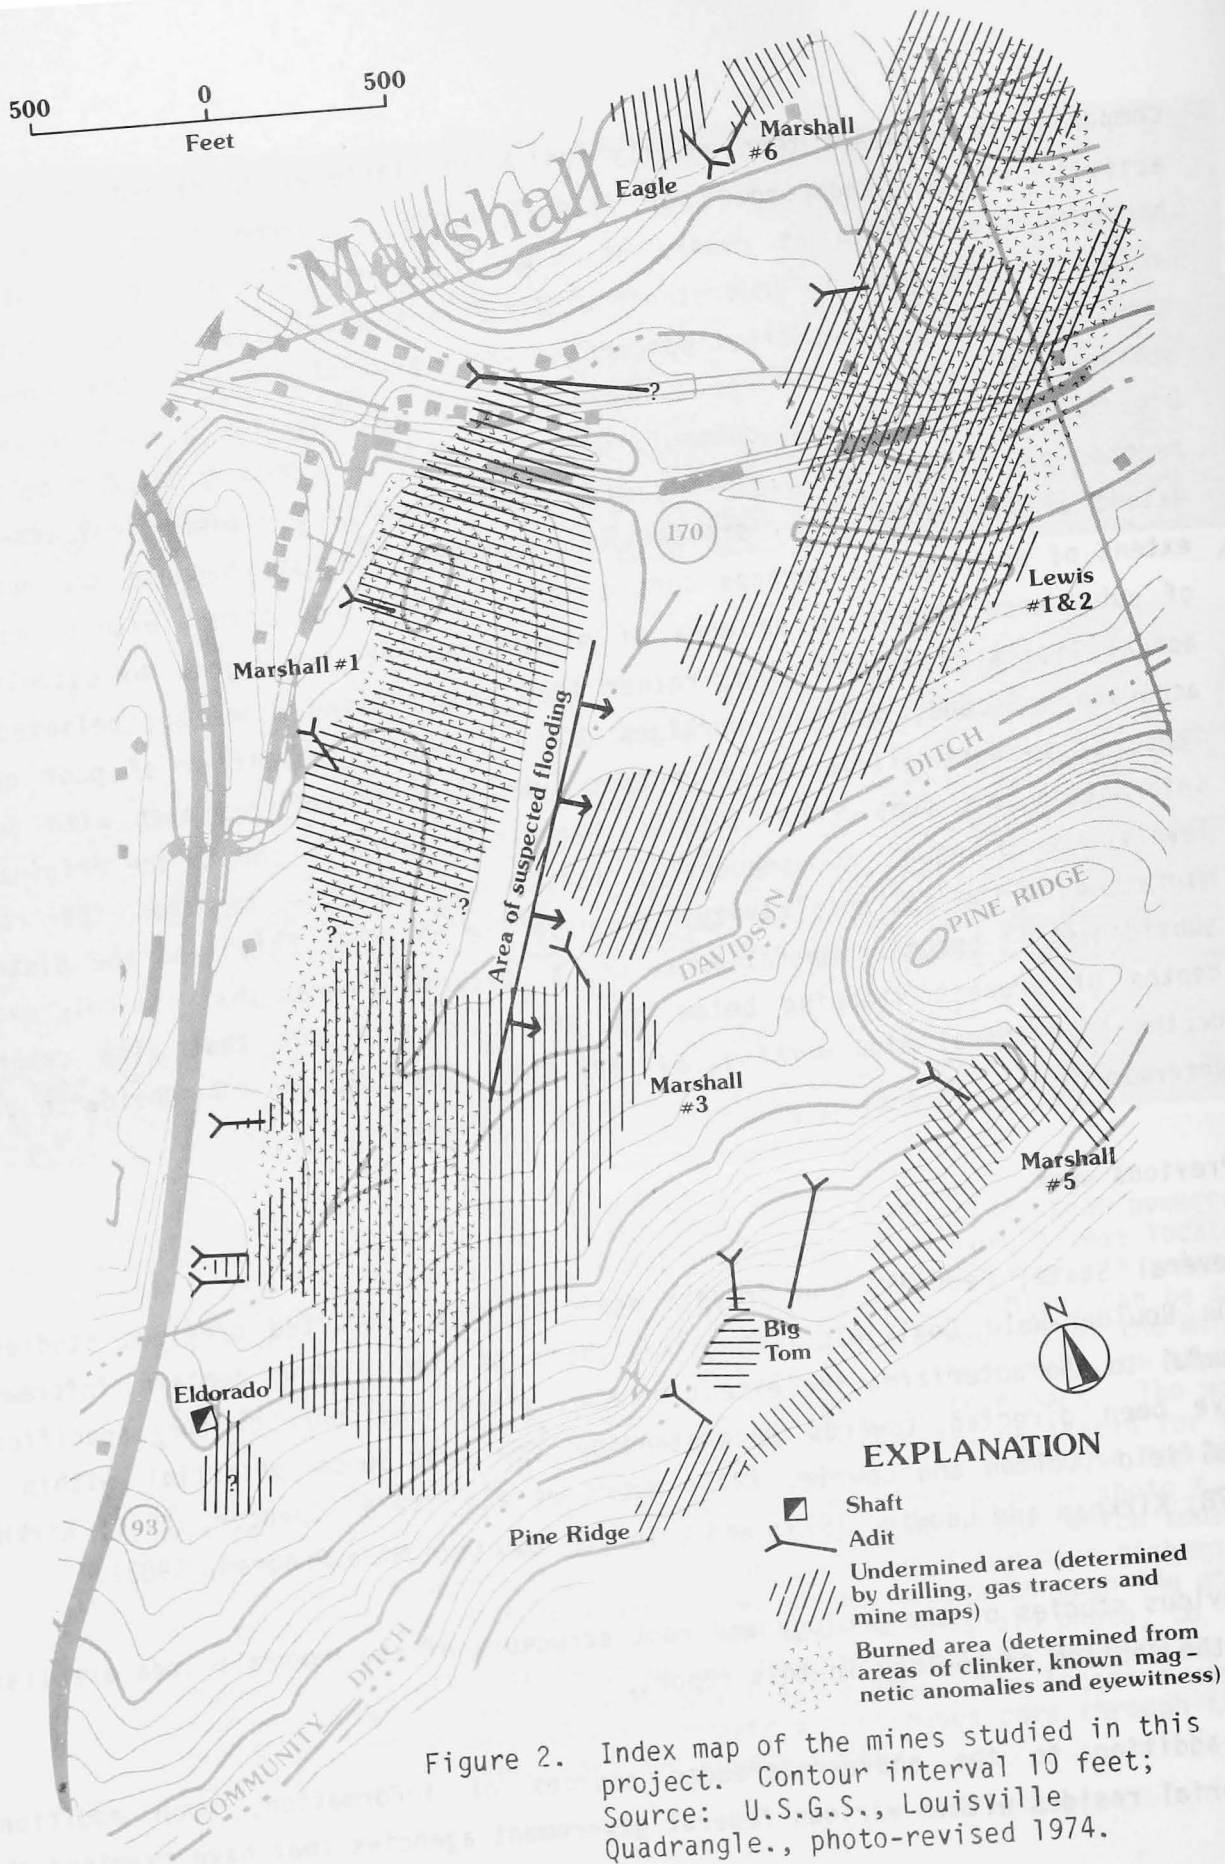 500
0
500
Feet
Marshall
Marshall
#6
Eagle
?
170
Lewis
#1&2
Marshall #1
Area of suspected flooding
DITCH
DAVIDSON
PINE RIDGE
?
?
Marshall
#3
Marshall
#5
Big
Tom
N
Eldorado
?
93
Pine Ridge
COMMUNITY DITCH
EXPLANATION
Shaft
Adit
Undermined area (determined
by drilling, gas tracers and
mine maps)
Burned area (determined from
areas of clinker, known mag-
netic anomalies and eyewitness)
Figure 2. Index map of the mines studied in this
project. Contour interval 10 feet;
Source: U.S.G.S., Louisville
Quadrangle., photo-revised 1974.